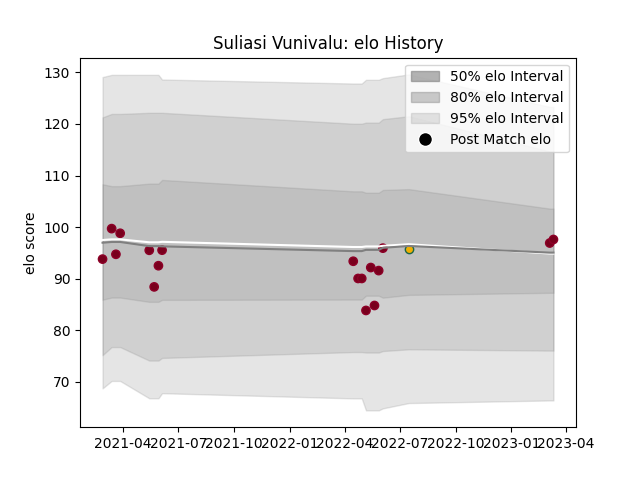 Suliasi Vunivalu: elo History
130
120
110
100
90
80
70
elo score
50% elo Interval
80% elo Interval
95% elo Interval
Post Match elo
2021-04
2021-07
2021-10
2022-01
2022-04
2022-07
2022-10
2023-01
2023-04